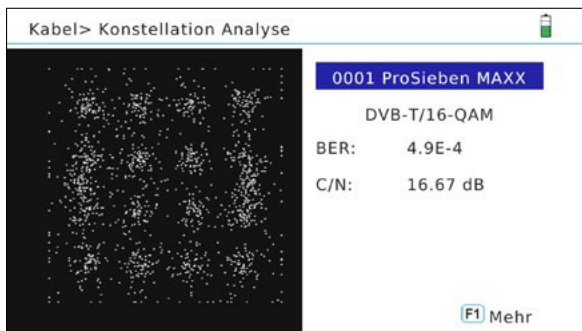 Kabel> Konstellation Analyse
0001 ProSieben MAXX
DVB-T/16-QAM
BER: 4.9E-4
C/N: 16.67 dB
F1 Mehr